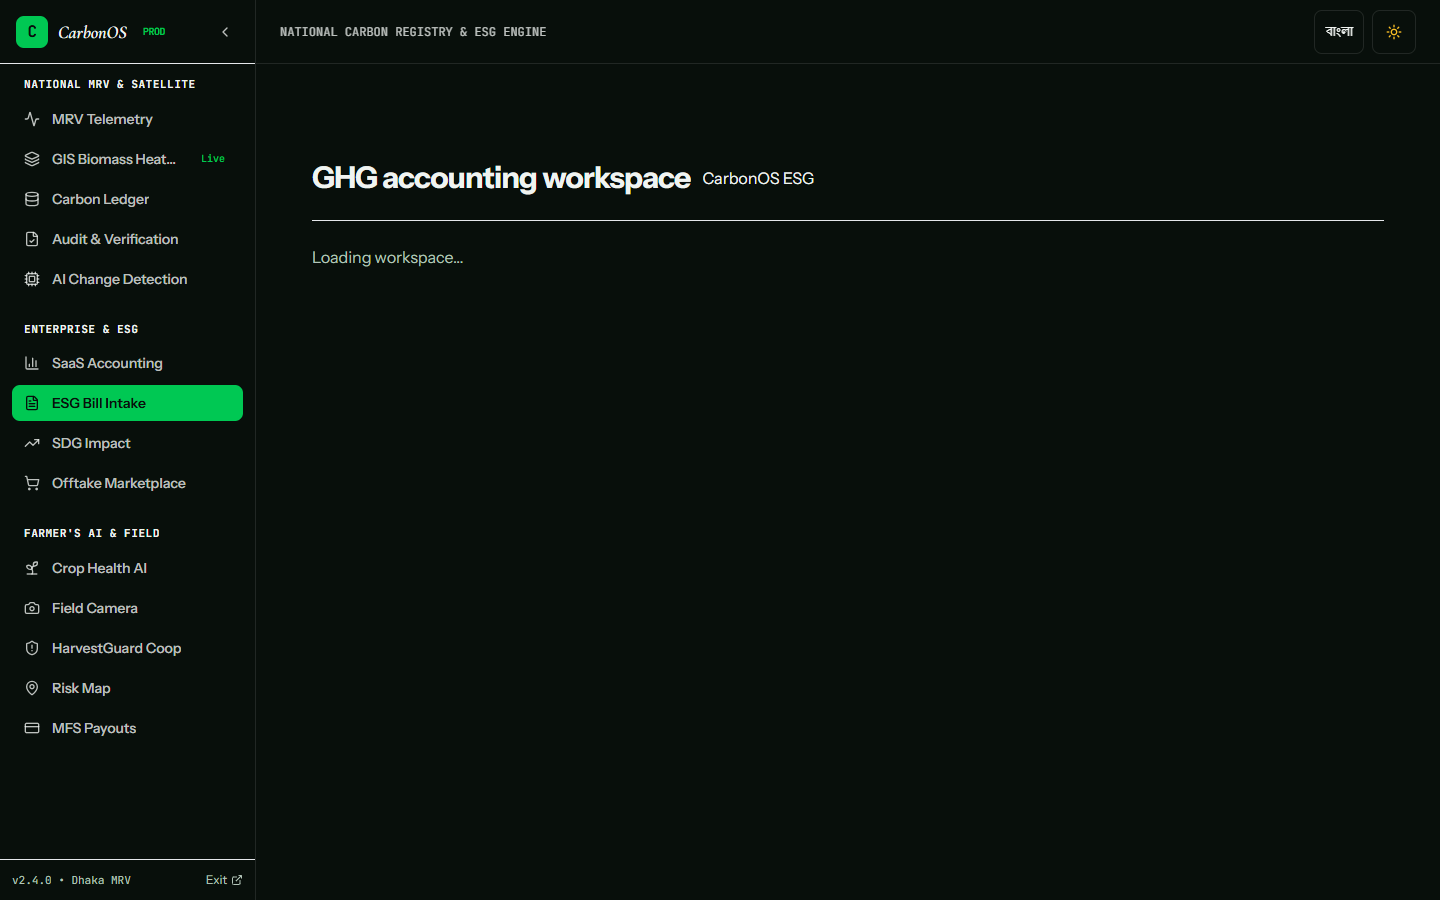 C CarbonOS PROD
NATIONAL CARBON REGISTRY & ESG ENGINE
বাংলা
NATIONAL MRV & SATELLITE
MRV Telemetry
GIS Biomass Heat... Live
Carbon Ledger
Audit & Verification
AI Change Detection
ENTERPRISE & ESG
SaaS Accounting
ESG Bill Intake
SDG Impact
Offtake Marketplace
FARMER'S AI & FIELD
Crop Health AI
Field Camera
HarvestGuard Coop
Risk Map
MFS Payouts
v2.4.0 • Dhaka MRV
Exit
GHG accounting workspace CarbonOS ESG
Loading workspace...